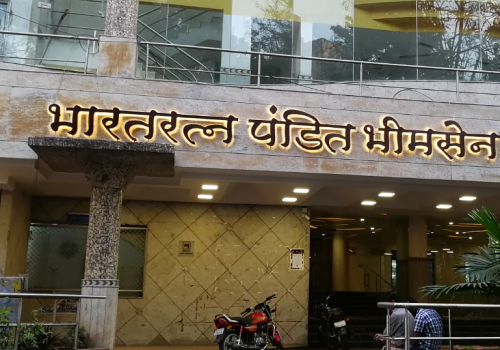 भारतरत्न पंडित भीमसेन